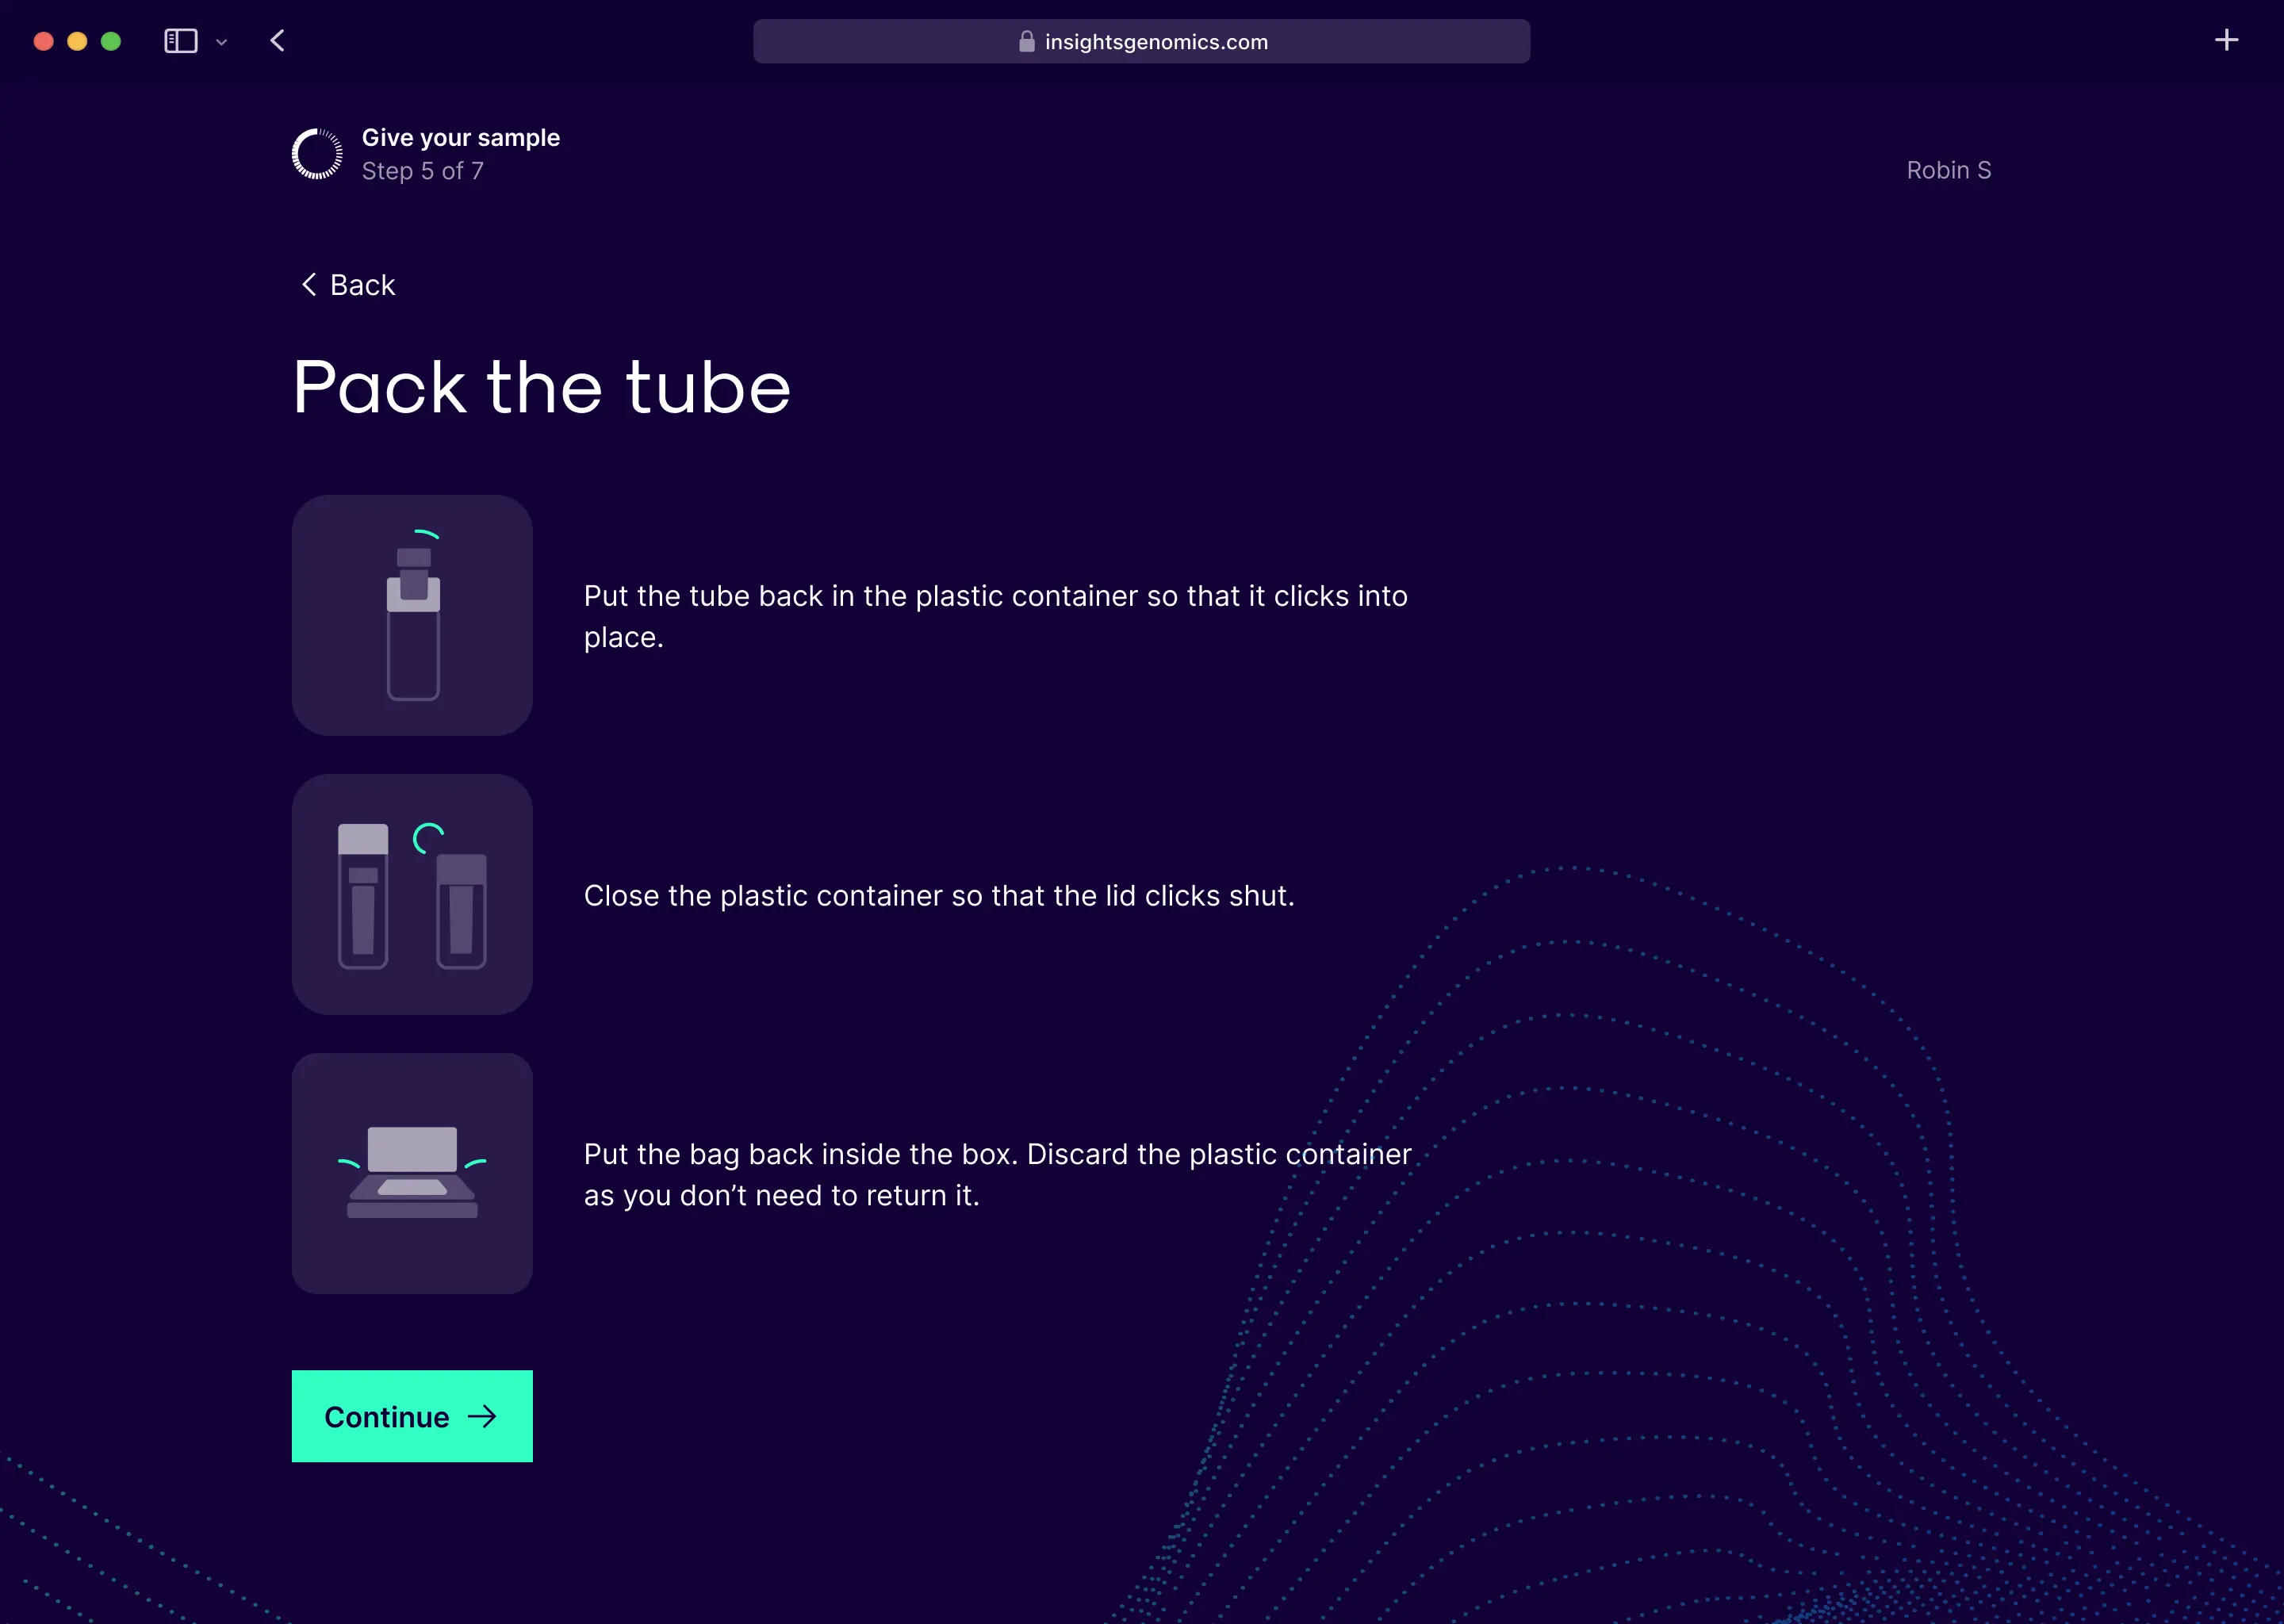 insightsgenomics.com
Give your sample
Step 5 of 7
Robin S
Back
Pack the tube
Put the tube back in the plastic container so that it clicks into
place.
Close the plastic container so that the lid clicks shut.
Put the bag back inside the box. Discard the plastic container
as you don’t need to return it.
Continue